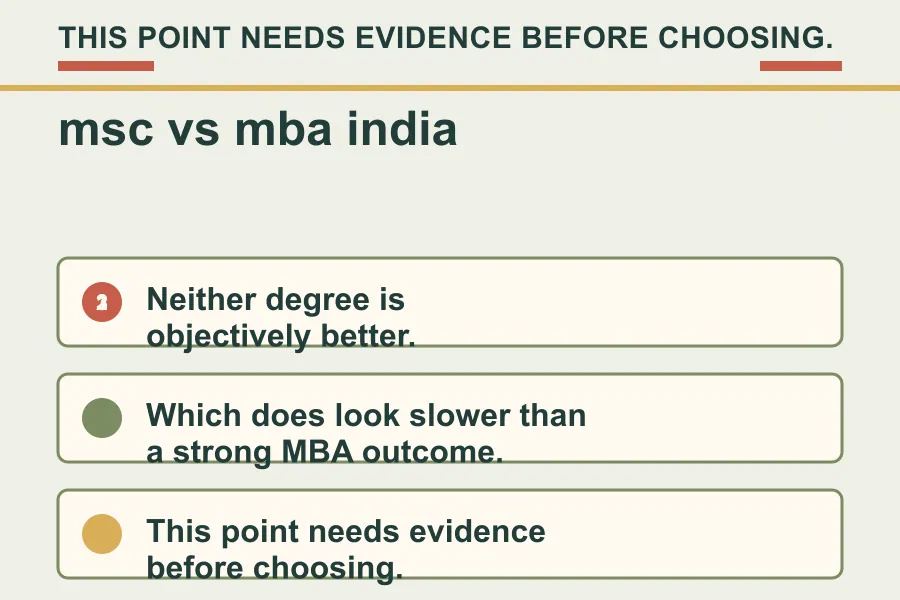 THIS POINT NEEDS EVIDENCE BEFORE CHOOSING.
msc vs mba india
Neither degree is
objectively better.
Which does look slower than
a strong MBA outcome.
This point needs evidence
before choosing.